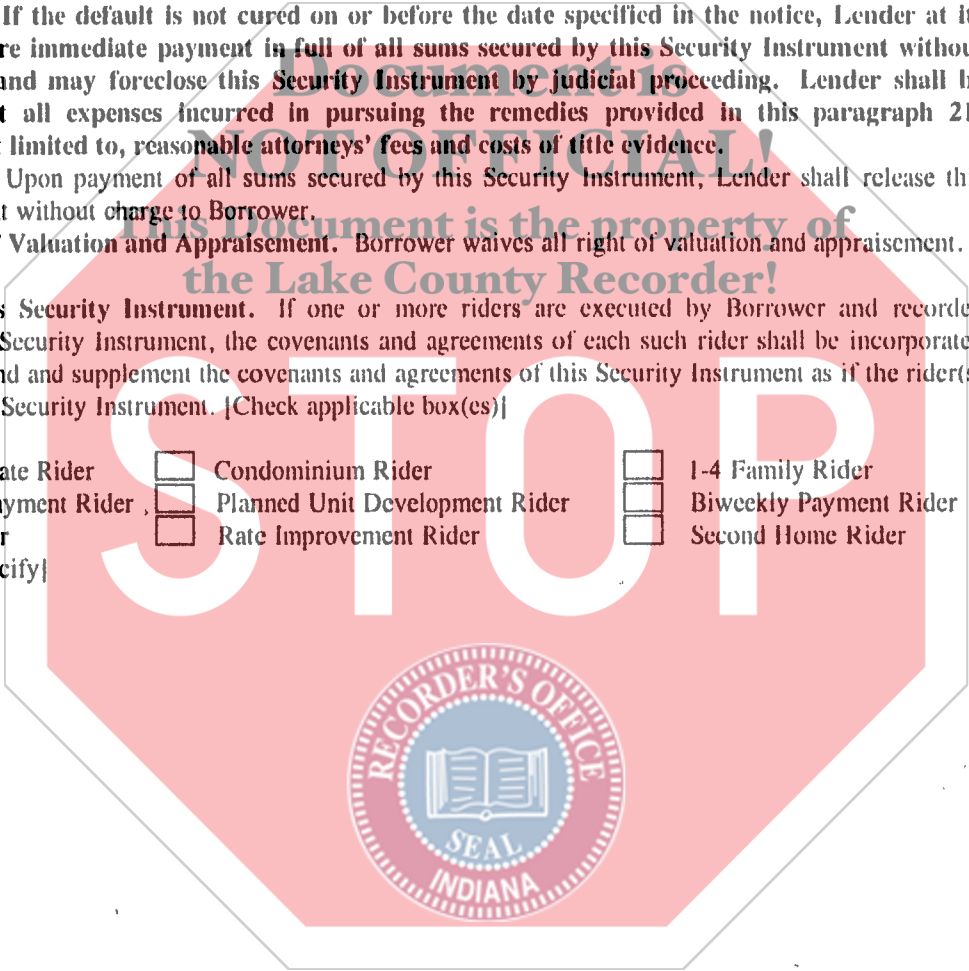 If the default is not cured on or before the date specified in the notice, Lender at i
re immediate payment in full of all sums secured by this Security Instrument withou
and may foreclose this Security Instrument by judicial proceeding. Lender shall b
t all expenses incurred in pursuing the remedies provided in this paragraph 21
t limited to, reasonable attorneys' fees and costs of title evidence.
Upon payment of all sums secured by this Security Instrument, Lender shall release th
t without charge to Borrower.
f Valuation and Appraisement. Borrower waives all right of valuation and appraisement.
s Security Instrument. If one or more riders are executed by Borrower and recorde
Security Instrument, the covenants and agreements of each such rider shall be incorporate
nd and supplement the covenants and agreements of this Security Instrument as if the rider(s
Security Instrument. [Check applicable box(es)]
ate Rider Condominium Rider 1-4 Family Rider
yment Rider Planned Unit Development Rider Biweekly Payment Rider
r Rate Improvement Rider Second Home Rider
cify]
Document is
NOT OFFICIAL!
This Document is the property of
the Lake County Recorder!
STOP
RECORDER'S OFFICE
SEAL
INDIANA